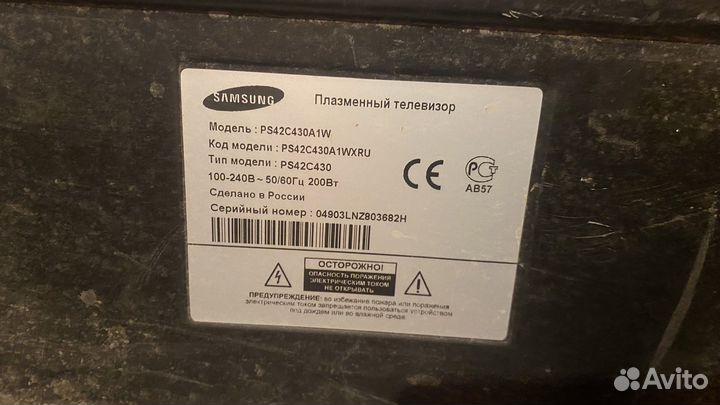 SAMSUNG
Плазменный телевизор
Модель : PS42C430A1W
Код модели : PS42C430A1WXRU
Тип модели : PS42C430
100-240В ~ 50/60Гц 200Вт
Сделано в России
Серийный номер : 04903LNZ803682H
CE
РСТ
АВ57
ОСТОРОЖНО!
ОПАСНОСТЬ ПОРАЖЕНИЯ
ЭЛЕКТРИЧЕСКИМ ТОКОМ
НЕ ОТКРЫВАТЬ
ПРЕДУПРЕЖДЕНИЕ: во избежание пожара или поражения
электрическим током запрещается пользоваться устройством
под дождем или во влажной среде.
Avito